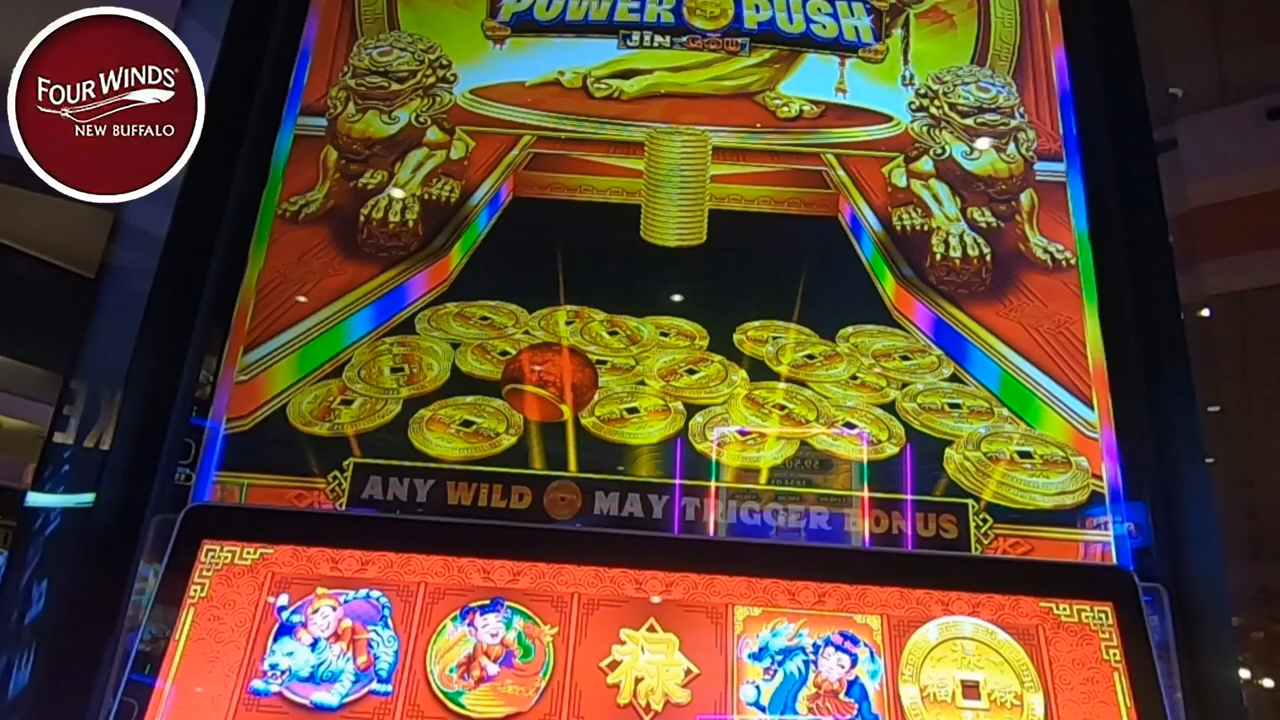 FOUR WINDS®
NEW BUFFALO
POWER PUSH
JIN GOU
ANY WILD MAY TRIGGER BONUS
禄